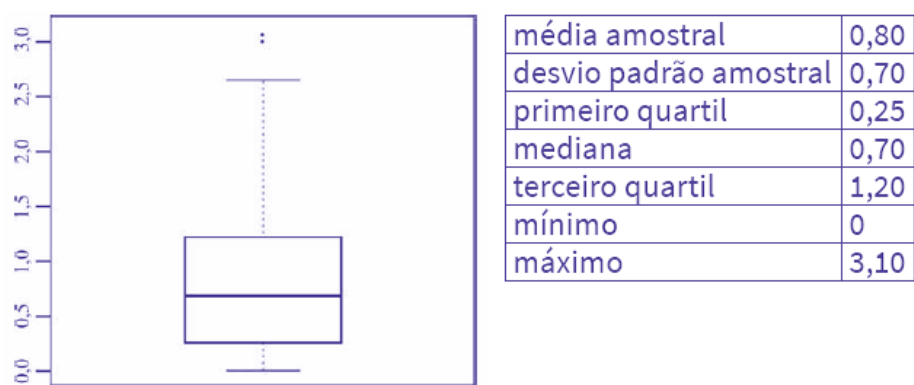 3,0
2,5
2,0
1,5
1,0
0,5
0,0
média amostral 0,80
desvio padrão amostral 0,70
primeiro quartil 0,25
mediana 0,70
terceiro quartil 1,20
mínimo 0
máximo 3,10